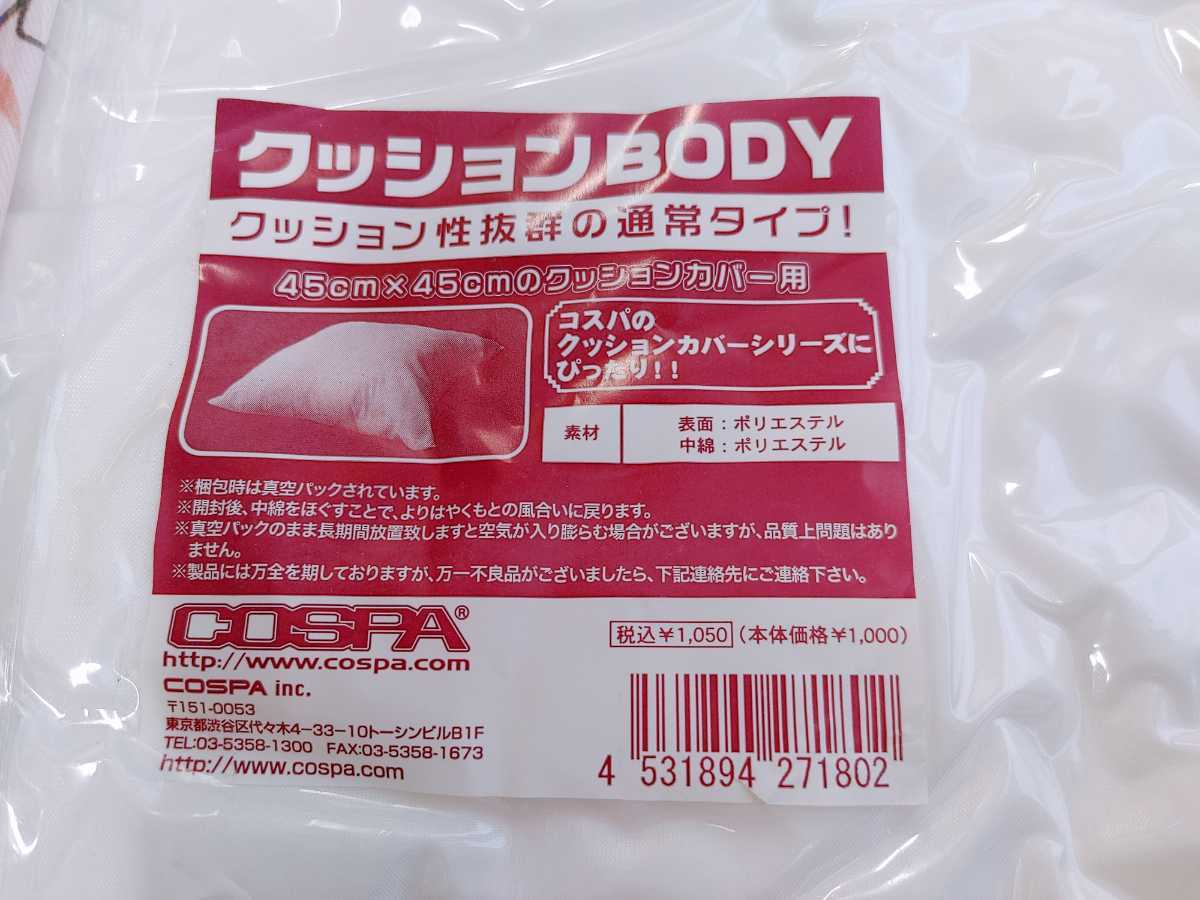 クッションBODY
クッション性抜群の通常タイプ!
45cm×45cmのクッションカバー用
コスパの
クッションカバーシリーズに
ぴったり!!
素材
表面:ポリエステル
中綿:ポリエステル
※梱包時は真空パックされています。
※開封後、中綿をほぐすことで、よりはやくもとの風合いに戻ります。
※真空パックのまま長期間放置致しますと空気が入り膨らむ場合がございますが、品質上問題はあり
ません。
※製品には万全を期しておりますが、万一不良品がございましたら、下記連絡先にご連絡下さい。
COSPA®
http://www.cospa.com
COSPA inc.
〒151-0053
東京都渋谷区代々木4-33-10トーシンビルB1F
TEL:03-5358-1300 FAX:03-5358-1673
http://www.cospa.com
税込¥1,050 (本体価格¥1,000)
4 531894 271802